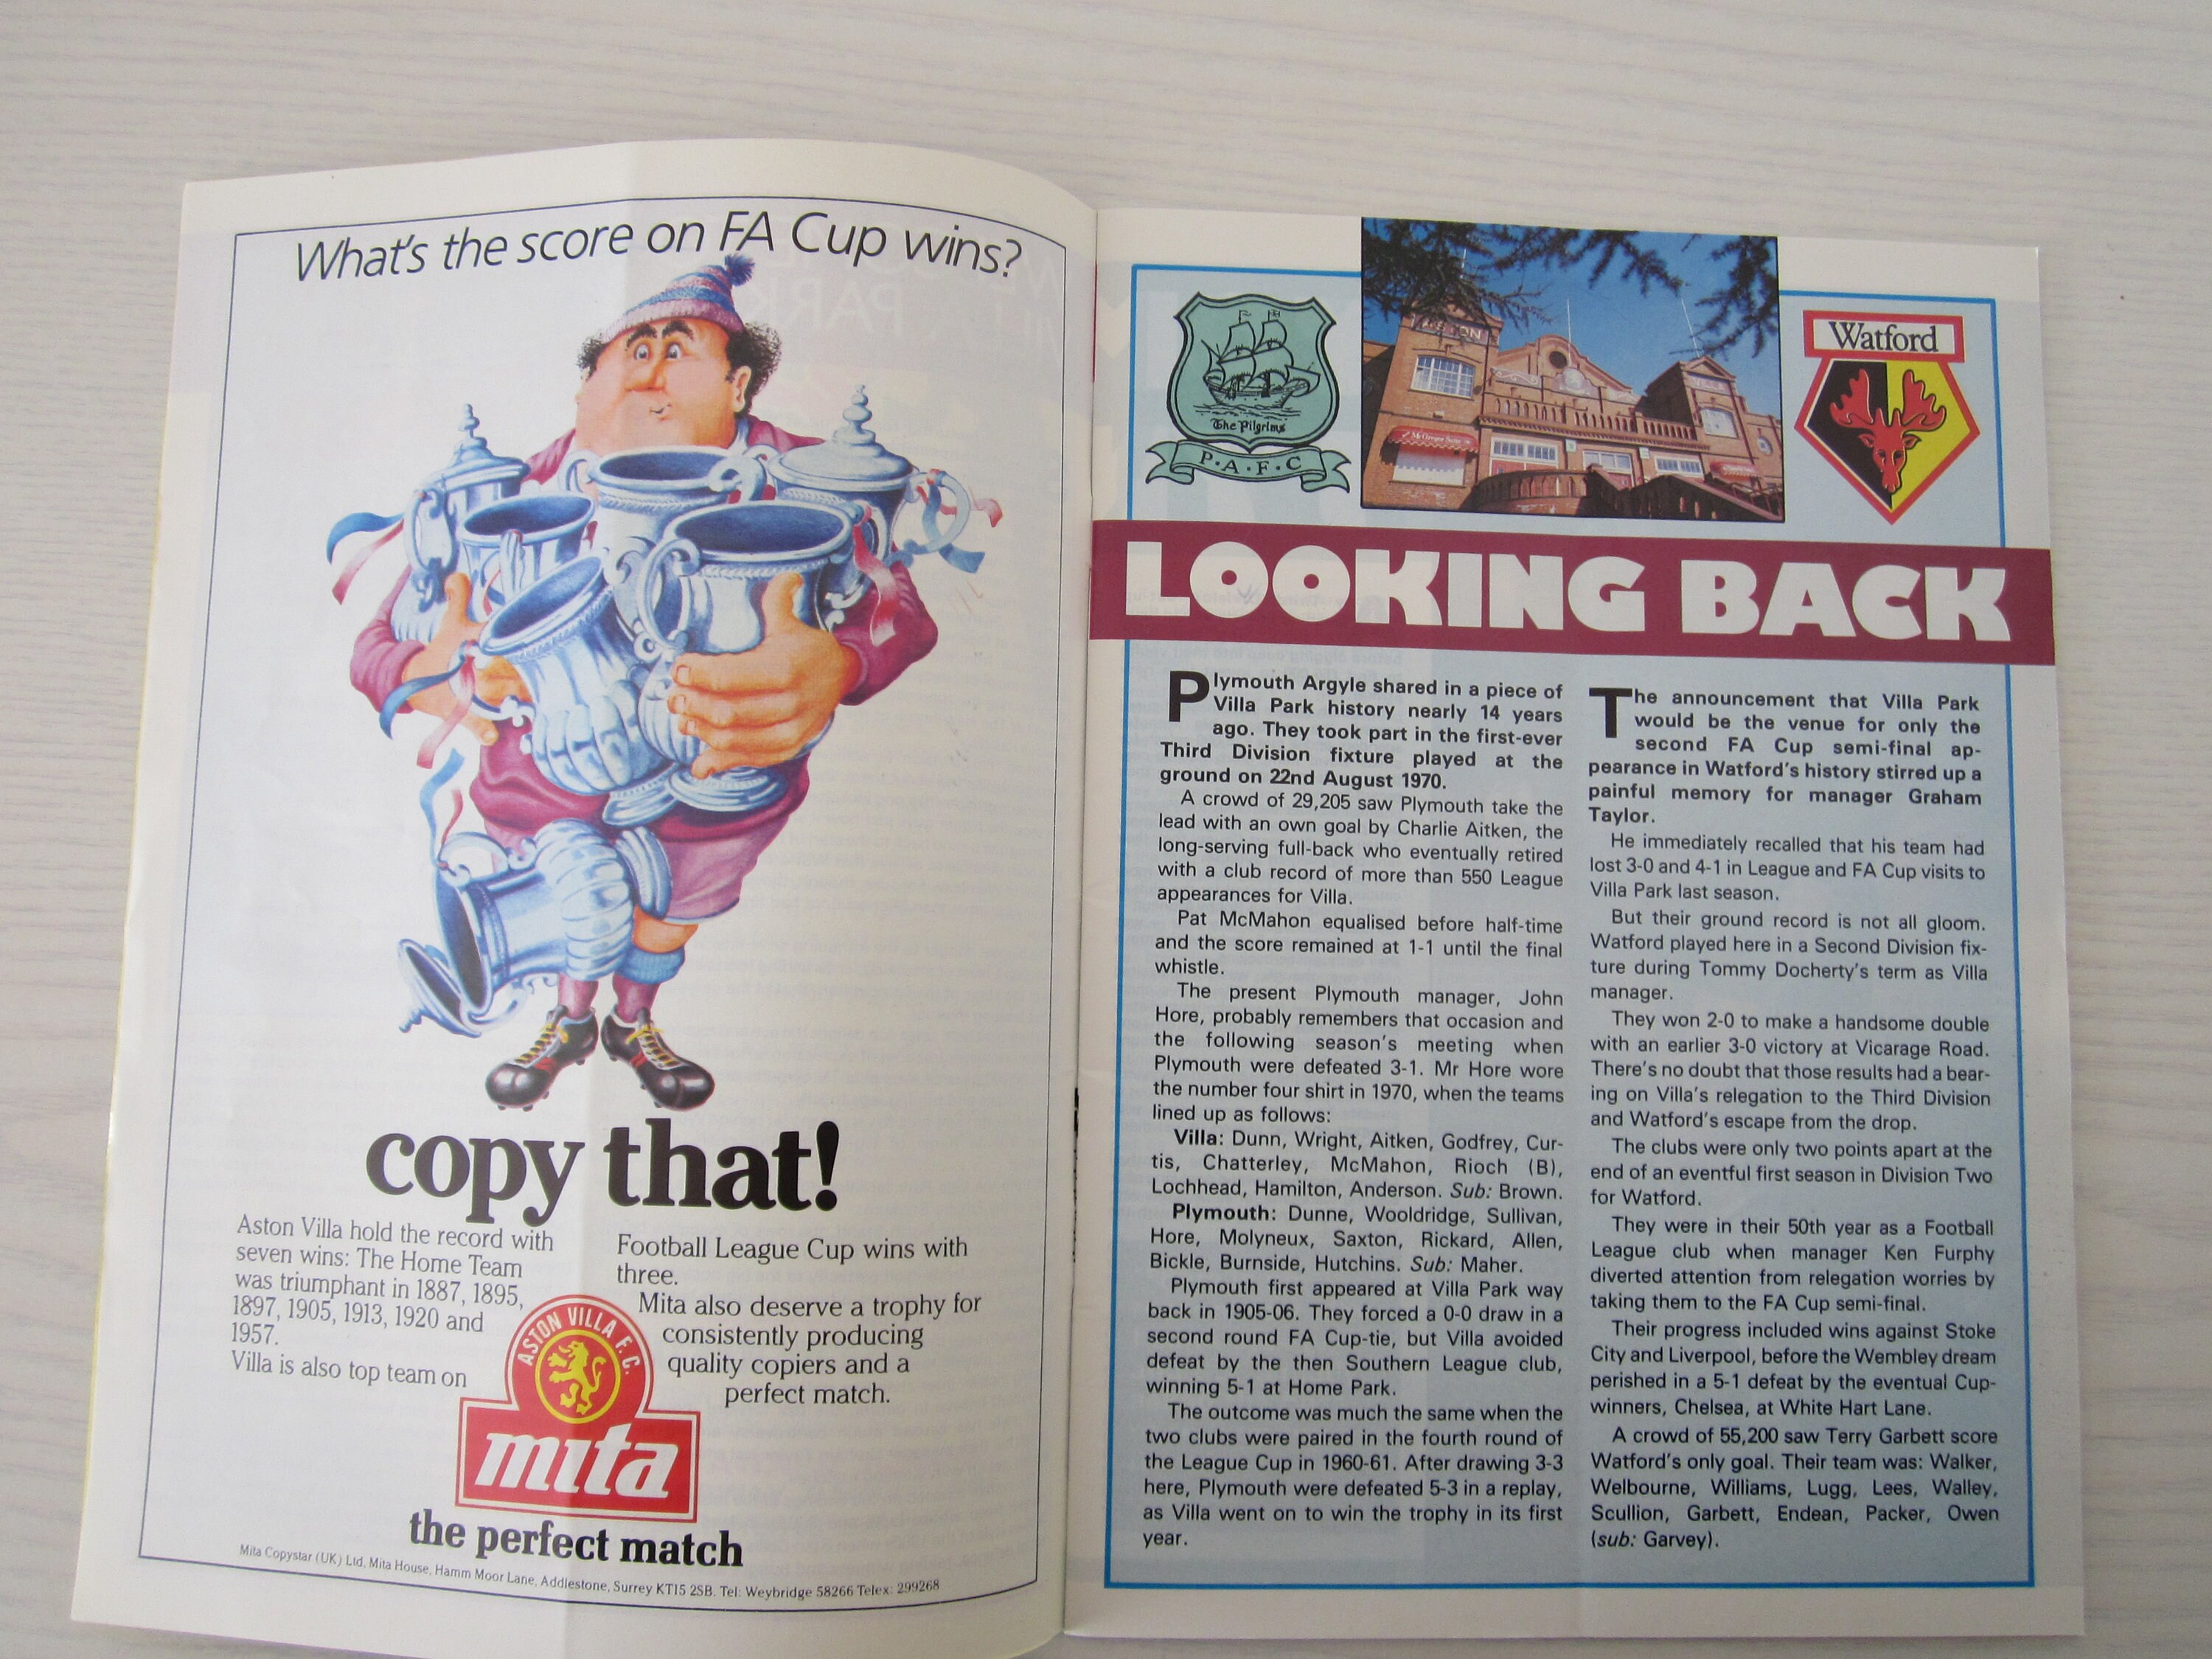 What's the score on FA Cup wins?
copy that!
Aston Villa hold the record with
seven wins: The Home Team
was triumphant in 1887, 1895,
1897, 1905, 1913, 1920 and
1957.
Villa is also top team on
Football League Cup wins with
three.
Mita also deserve a trophy for
consistently producing
quality copiers and a
perfect match.
ASTON VILLA F.C.
mita
the perfect match
Mita Copystar (UK) Ltd, Mita House, Hamm Moor Lane, Addlestone, Surrey KT15 2SB. Tel: Weybridge 58266 Telex: 299268
The Pilgrims
P·A·F·C
McGregor Suite
Watford
LOOKING BACK
Plymouth Argyle shared in a piece of
Villa Park history nearly 14 years
ago. They took part in the first-ever
Third Division fixture played at the
ground on 22nd August 1970.
A crowd of 29,205 saw Plymouth take the
lead with an own goal by Charlie Aitken, the
long-serving full-back who eventually retired
with a club record of more than 550 League
appearances for Villa.
Pat McMahon equalised before half-time
and the score remained at 1-1 until the final
whistle.
The present Plymouth manager, John
Hore, probably remembers that occasion and
the following season's meeting when
Plymouth were defeated 3-1. Mr Hore wore
the number four shirt in 1970, when the teams
lined up as follows:
Villa: Dunn, Wright, Aitken, Godfrey, Cur-
tis, Chatterley, McMahon, Rioch (B),
Lochhead, Hamilton, Anderson. Sub: Brown.
Plymouth: Dunne, Wooldridge, Sullivan,
Hore, Molyneux, Saxton, Rickard, Allen,
Bickle, Burnside, Hutchins. Sub: Maher.
Plymouth first appeared at Villa Park way
back in 1905-06. They forced a 0-0 draw in a
second round FA Cup-tie, but Villa avoided
defeat by the then Southern League club,
winning 5-1 at Home Park.
The outcome was much the same when the
two clubs were paired in the fourth round of
the League Cup in 1960-61. After drawing 3-3
here, Plymouth were defeated 5-3 in a replay,
as Villa went on to win the trophy in its first
year.
The announcement that Villa Park
would be the venue for only the
second FA Cup semi-final ap-
pearance in Watford's history stirred up a
painful memory for manager Graham
Taylor.
He immediately recalled that his team had
lost 3-0 and 4-1 in League and FA Cup visits to
Villa Park last season.
But their ground record is not all gloom.
Watford played here in a Second Division fix-
ture during Tommy Docherty's term as Villa
manager.
They won 2-0 to make a handsome double
with an earlier 3-0 victory at Vicarage Road.
There's no doubt that those results had a bear-
ing on Villa's relegation to the Third Division
and Watford's escape from the drop.
The clubs were only two points apart at the
end of an eventful first season in Division Two
for Watford.
They were in their 50th year as a Football
League club when manager Ken Furphy
diverted attention from relegation worries by
taking them to the FA Cup semi-final.
Their progress included wins against Stoke
City and Liverpool, before the Wembley dream
perished in a 5-1 defeat by the eventual Cup-
winners, Chelsea, at White Hart Lane.
A crowd of 55,200 saw Terry Garbett score
Watford's only goal. Their team was: Walker,
Welbourne, Williams, Lugg, Lees, Walley,
Scullion, Garbett, Endean, Packer, Owen
(sub: Garvey).